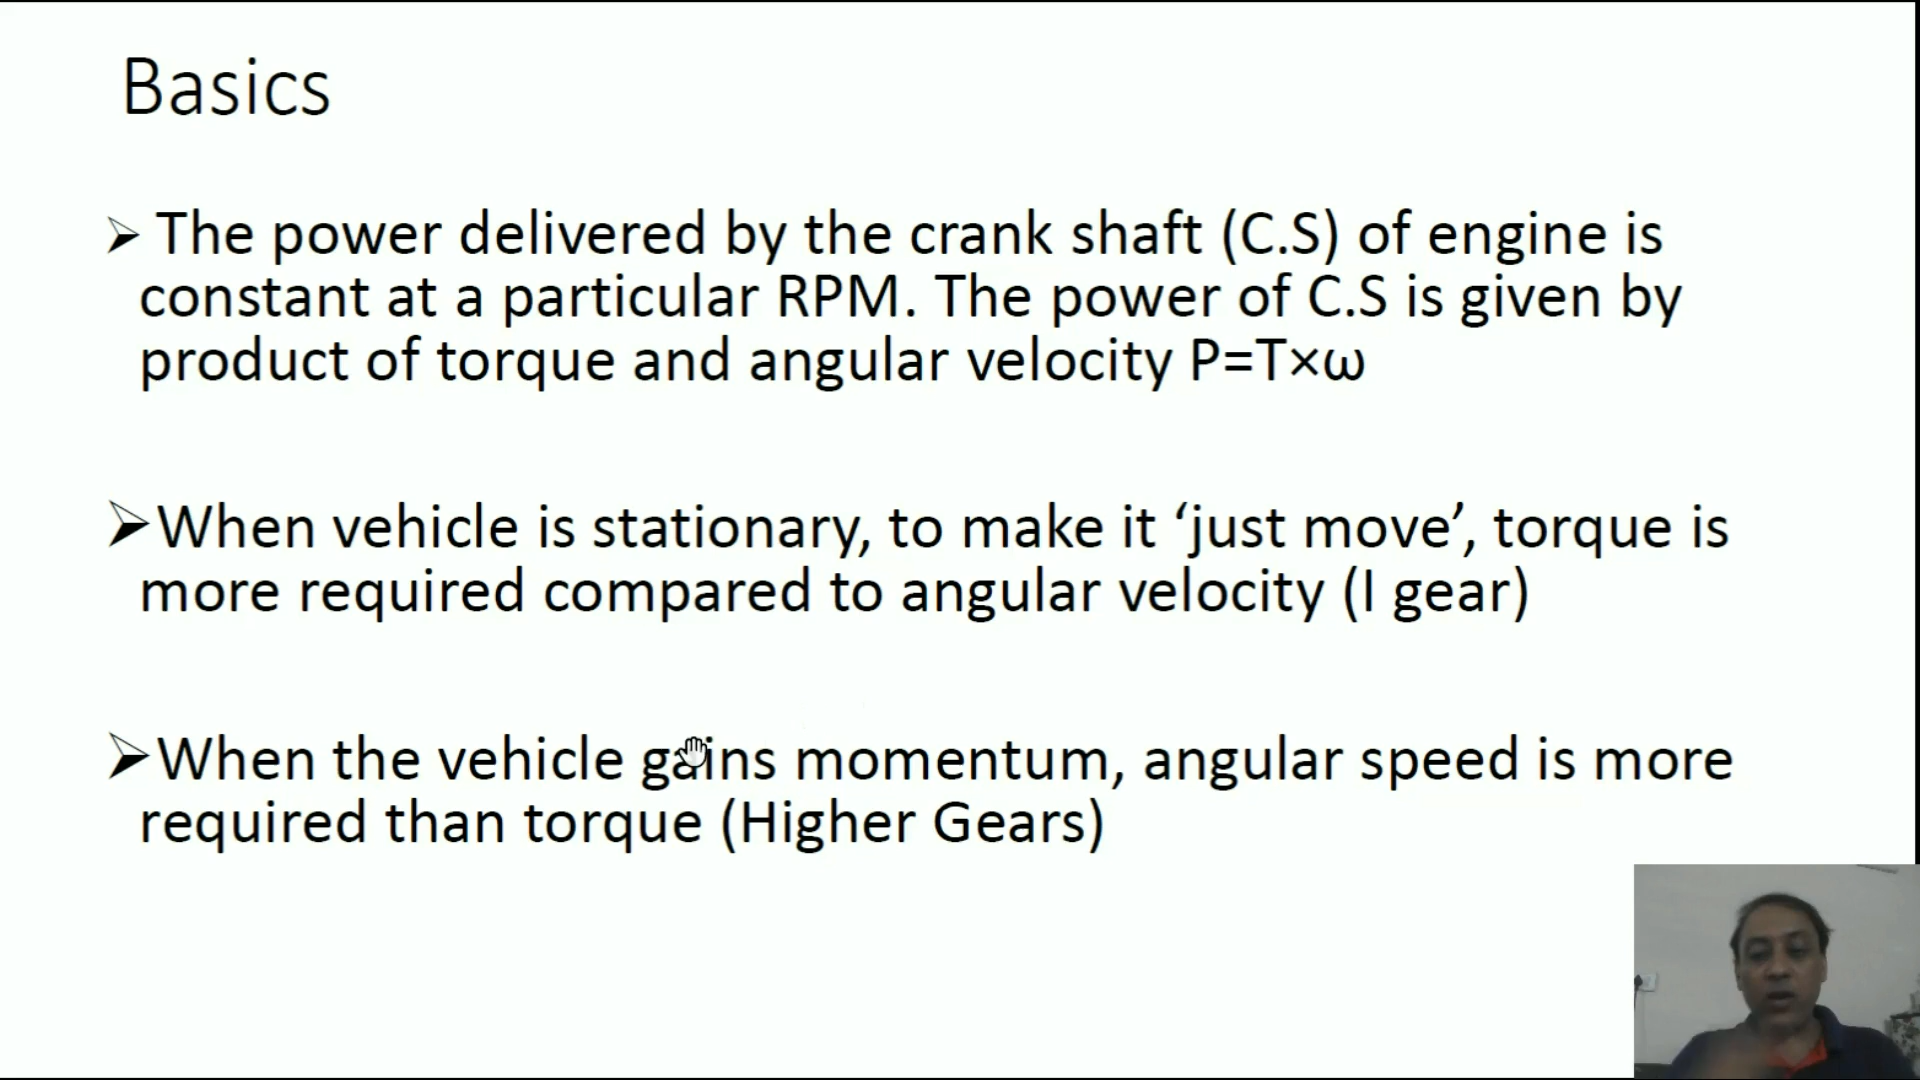 Basics
➢ The power delivered by the crank shaft (C.S) of engine is
constant at a particular RPM. The power of C.S is given by
product of torque and angular velocity P=T×ω
➢When vehicle is stationary, to make it ‘just move’, torque is
more required compared to angular velocity (I gear)
➢When the vehicle gains momentum, angular speed is more
required than torque (Higher Gears)